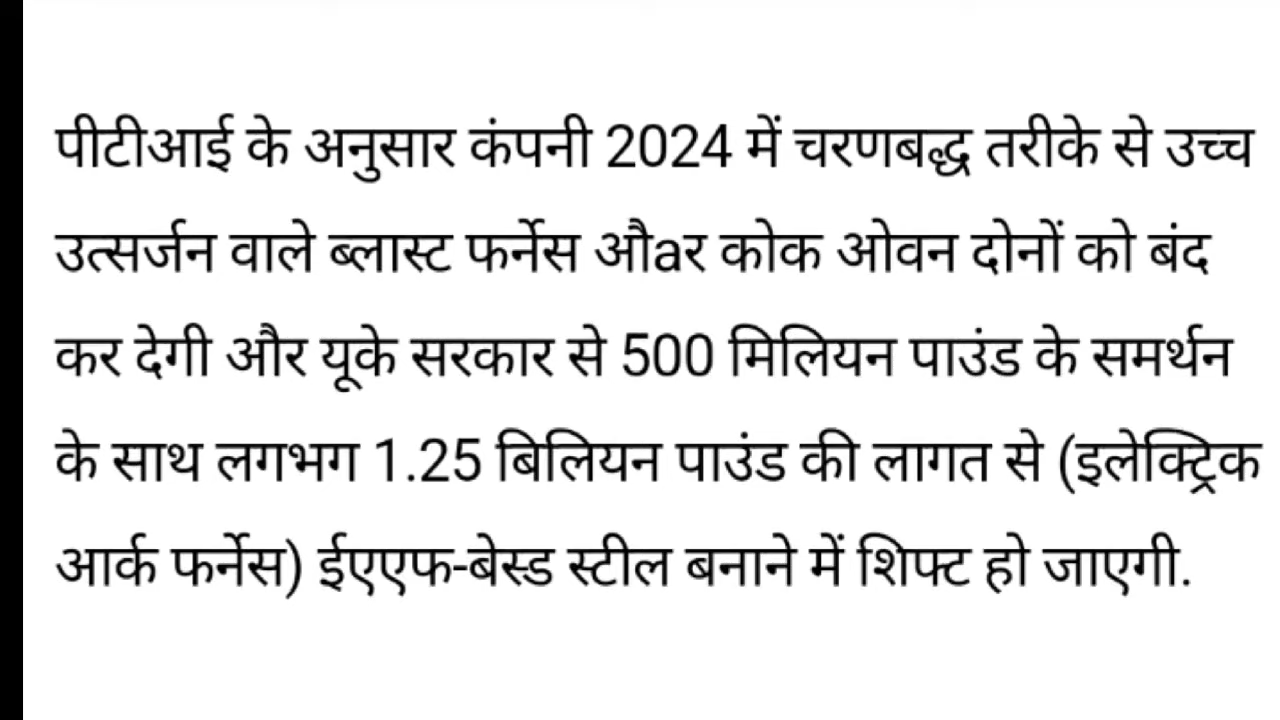 पीटीआई के अनुसार कंपनी 2024 में चरणबद्ध तरीके से उच्च
उत्सर्जन वाले ब्लास्ट फर्नेस औaर कोक ओवन दोनों को बंद
कर देगी और यूके सरकार से 500 मिलियन पाउंड के समर्थन
के साथ लगभग 1.25 बिलियन पाउंड की लागत से (इलेक्ट्रिक
आर्क फर्नेस) ईएएफ-बेस्ड स्टील बनाने में शिफ्ट हो जाएगी.